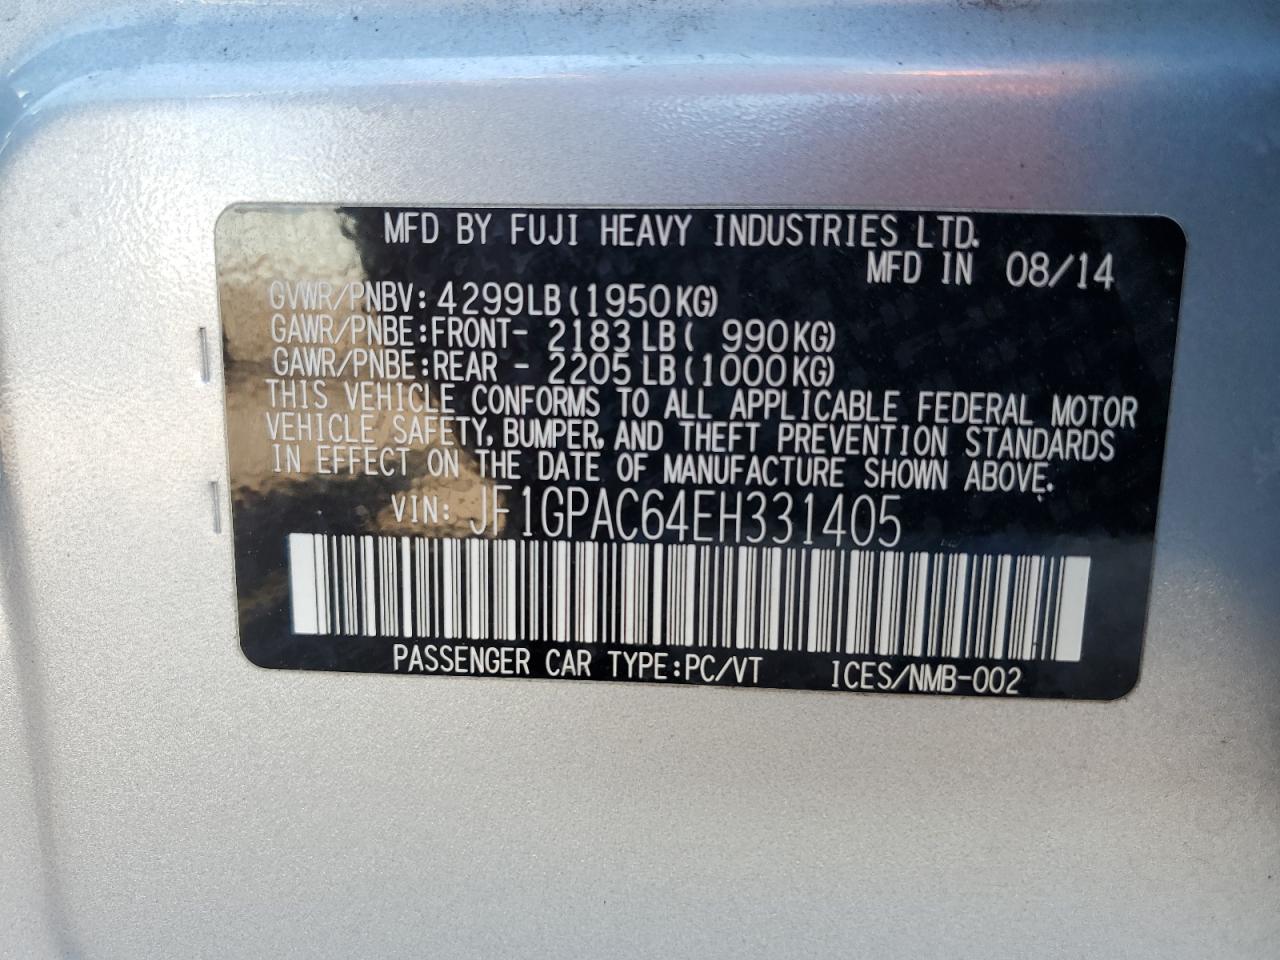 MFD BY FUJI HEAVY INDUSTRIES LTD.
MFD IN 08/14
GVWR/PNBV: 4299LB (1950KG)
GAWR/PNBE:FRONT- 2183LB ( 990KG)
GAWR/PNBE:REAR - 2205LB (1000KG)
THIS VEHICLE CONFORMS TO ALL APPLICABLE FEDERAL MOTOR
VEHICLE SAFETY, BUMPER, AND THEFT PREVENTION STANDARDS
IN EFFECT ON THE DATE OF MANUFACTURE SHOWN ABOVE.
VIN: JF1GPAC64EH331405
PASSENGER CAR TYPE:PC/VT ICES/NMB-002